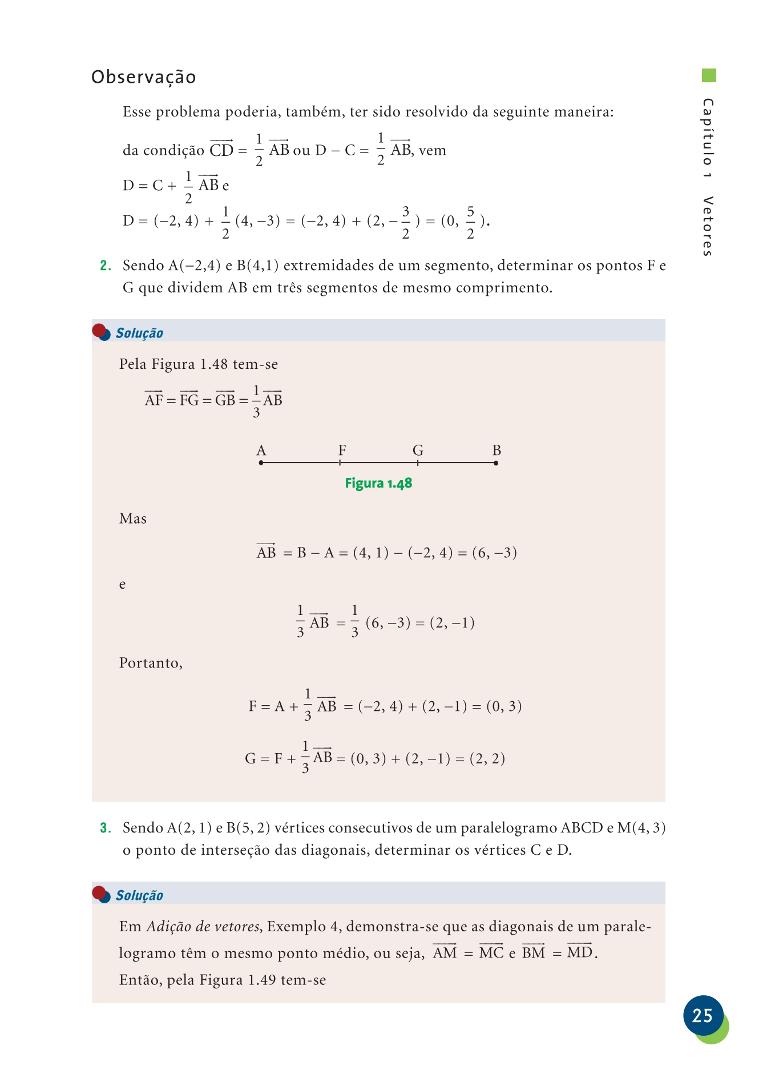 Observação
Esse problema poderia, também, ter sido resolvido da seguinte maneira:
da condição \overrightarrow{CD} = \frac{1}{2} \overrightarrow{AB} ou D – C = \frac{1}{2} \overrightarrow{AB}, vem
D = C + \frac{1}{2} \overrightarrow{AB} e
D = (–2, 4) + \frac{1}{2} (4, –3) = (–2, 4) + (2, –\frac{3}{2}) = (0, \frac{5}{2}).
2. Sendo A(–2,4) e B(4,1) extremidades de um segmento, determinar os pontos F e
G que dividem AB em três segmentos de mesmo comprimento.
Solução
Pela Figura 1.48 tem-se
\overrightarrow{AF} = \overrightarrow{FG} = \overrightarrow{GB} = \frac{1}{3} \overrightarrow{AB}
A F G B
Figura 1.48
Mas
\overrightarrow{AB} = B – A = (4, 1) – (–2, 4) = (6, –3)
e
\frac{1}{3} \overrightarrow{AB} = \frac{1}{3} (6, –3) = (2, –1)
Portanto,
F = A + \frac{1}{3} \overrightarrow{AB} = (–2, 4) + (2, –1) = (0, 3)
G = F + \frac{1}{3} \overrightarrow{AB} = (0, 3) + (2, –1) = (2, 2)
3. Sendo A(2, 1) e B(5, 2) vértices consecutivos de um paralelogramo ABCD e M(4, 3)
o ponto de interseção das diagonais, determinar os vértices C e D.
Solução
Em Adição de vetores, Exemplo 4, demonstra-se que as diagonais de um parale-
logramo têm o mesmo ponto médio, ou seja, \overrightarrow{AM} = \overrightarrow{MC} e \overrightarrow{BM} = \overrightarrow{MD}.
Então, pela Figura 1.49 tem-se
Capítulo 1 Vetores
25